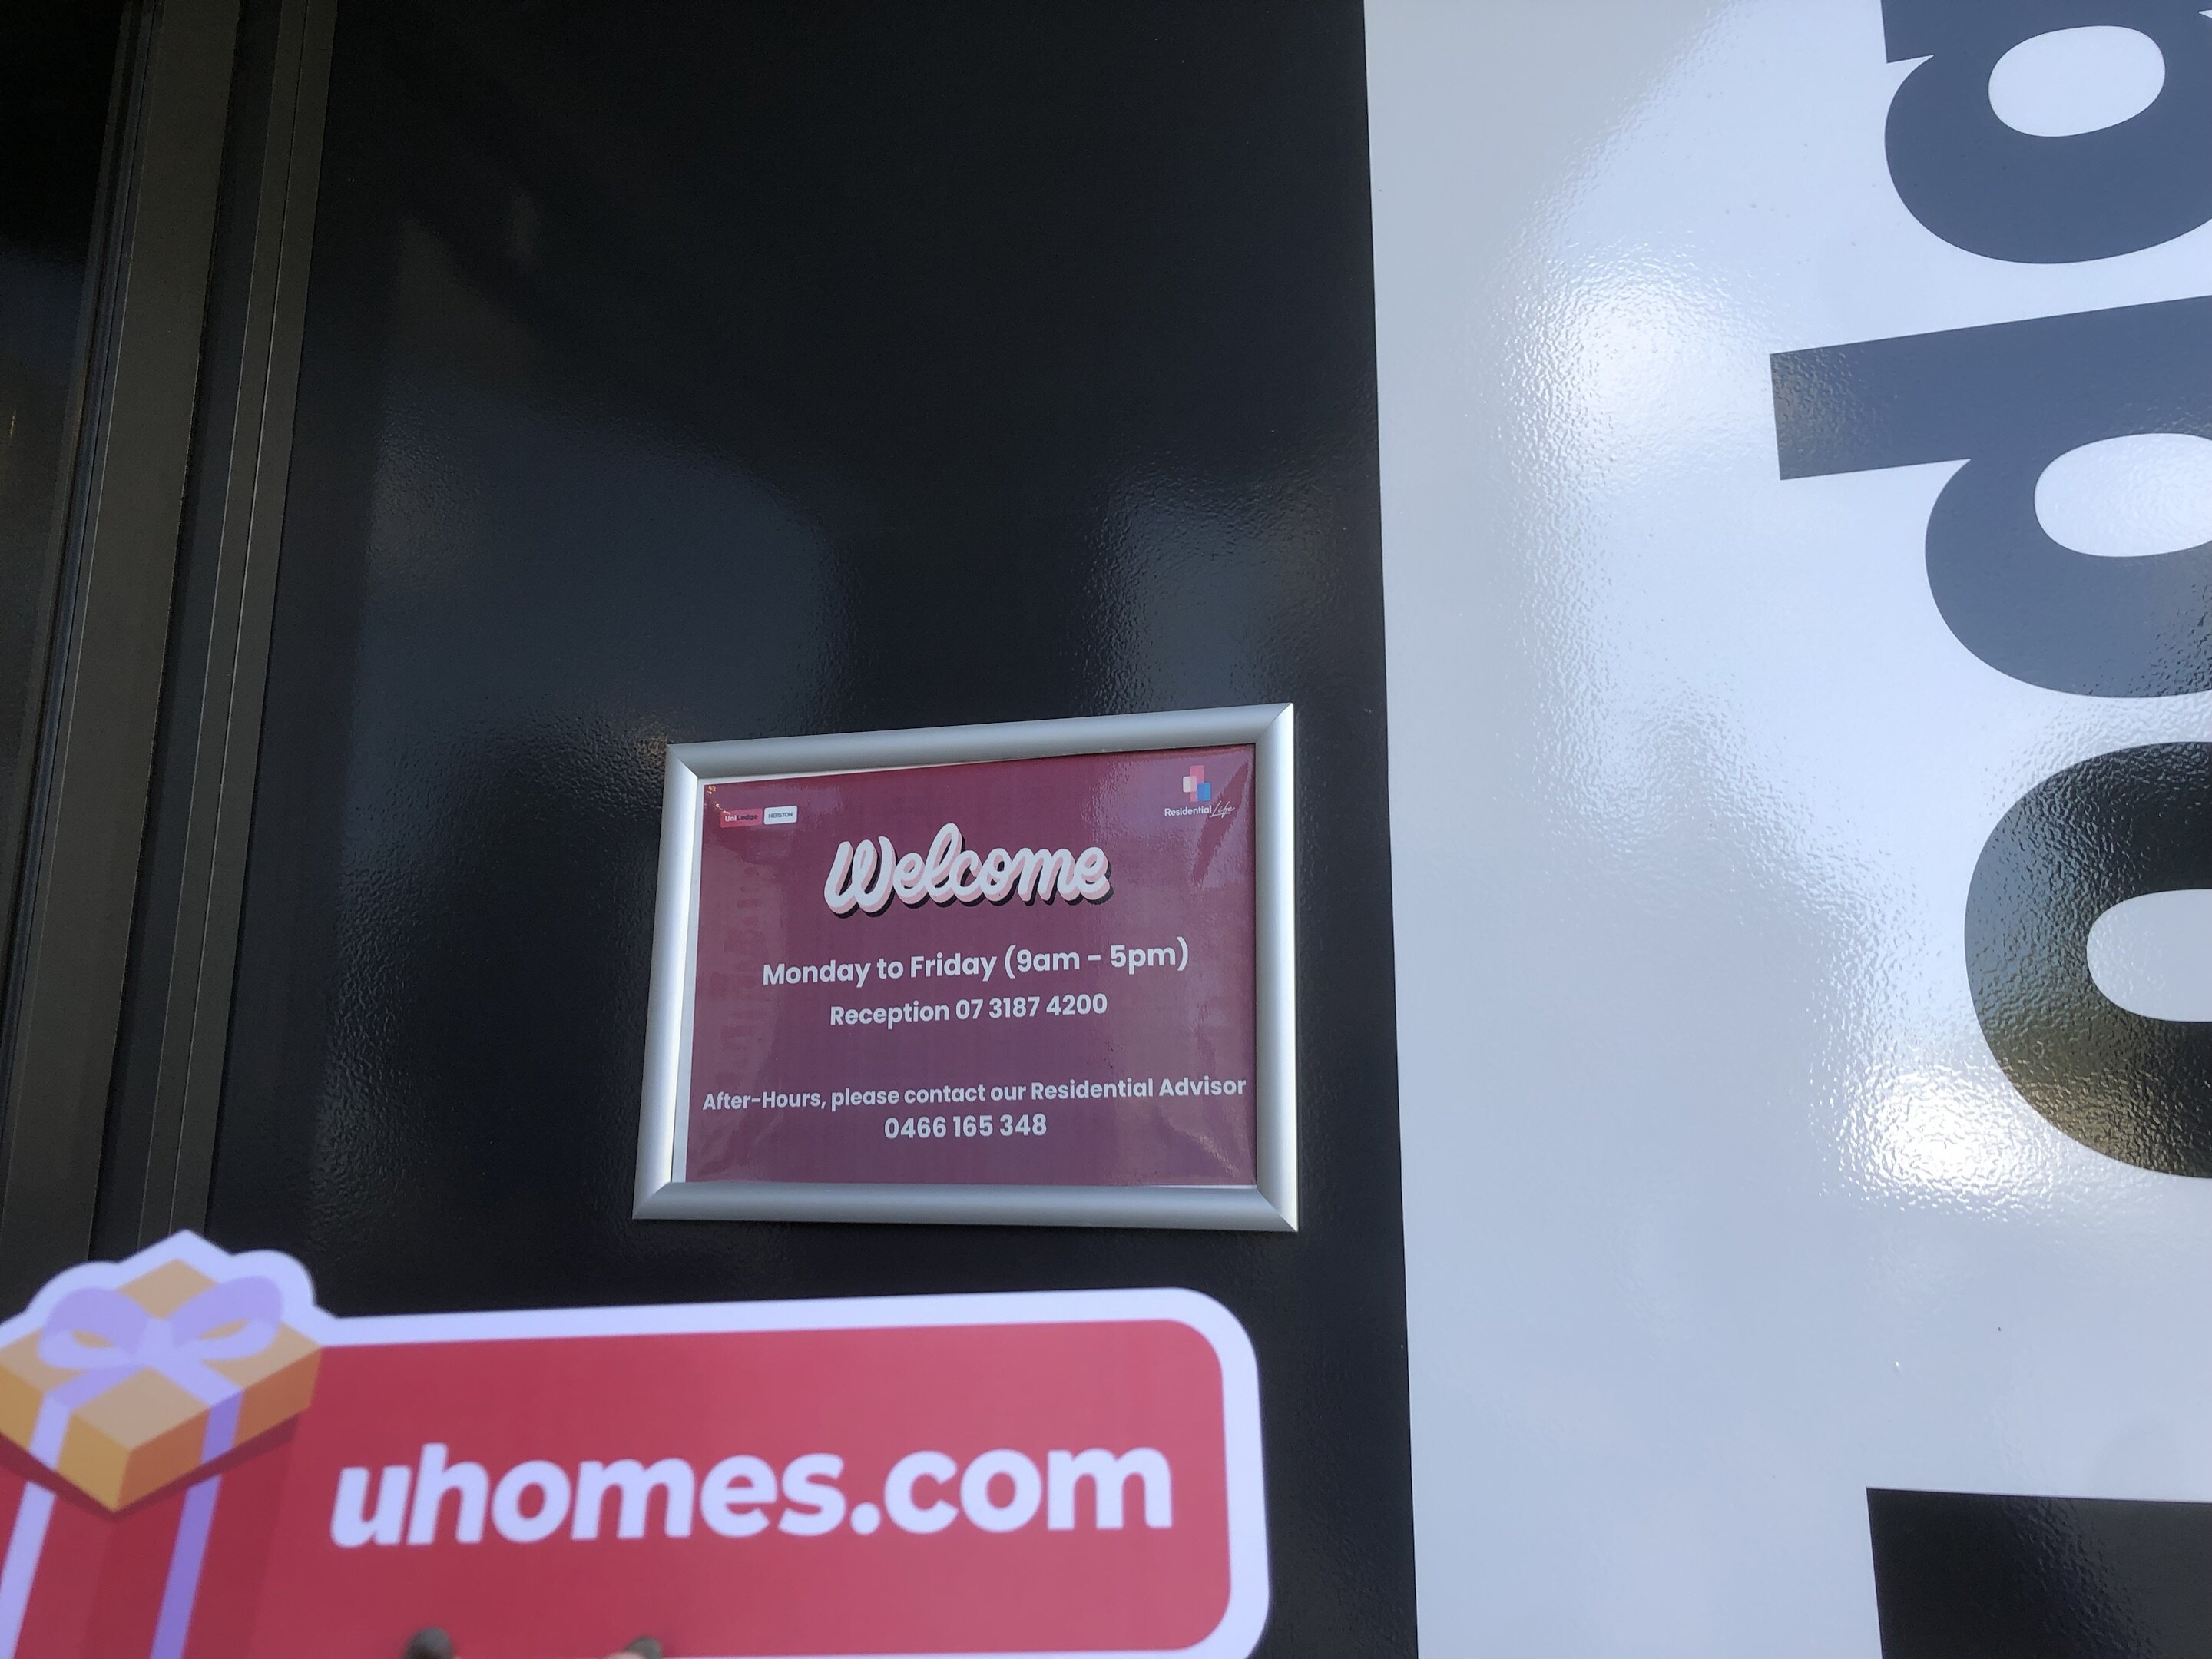 UniLodge HERSTON
Residential Life
Welcome
Monday to Friday (9am - 5pm)
Reception 07 3187 4200
After-Hours, please contact our Residential Advisor
0466 165 348
uhomes.com